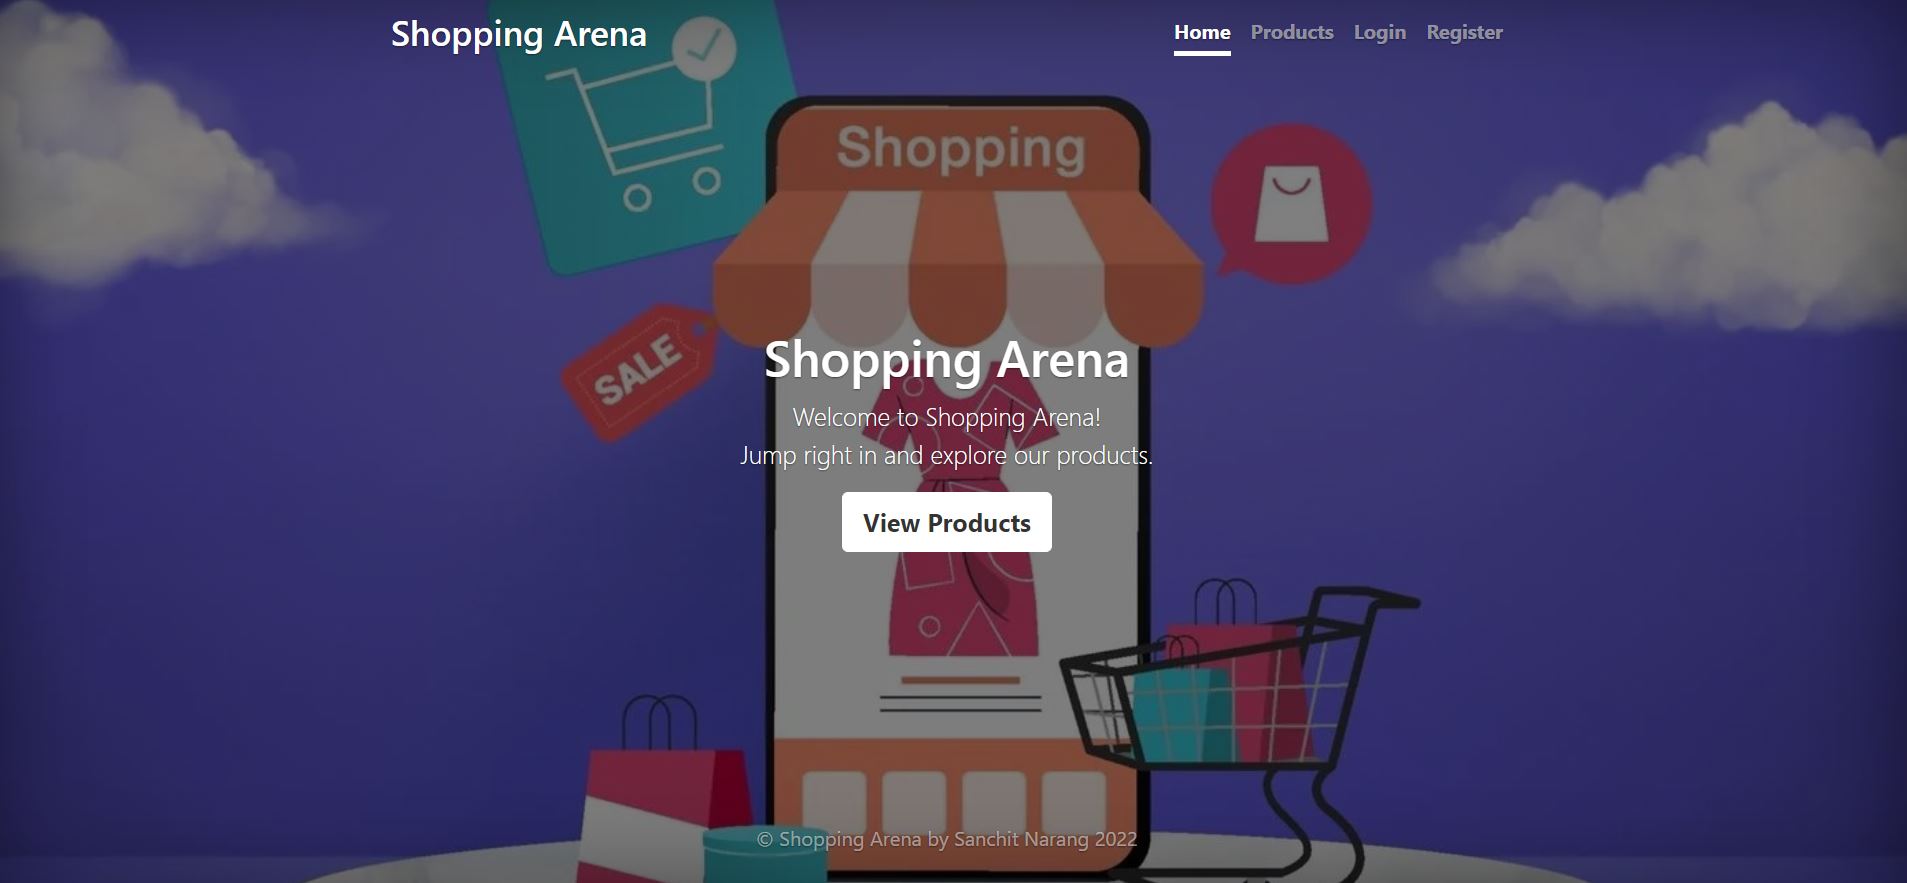 Shopping Arena
Home Products Login Register
Shopping
SALE
Shopping Arena
Welcome to Shopping Arena!
Jump right in and explore our products.
View Products
© Shopping Arena by Sanchit Narang 2022